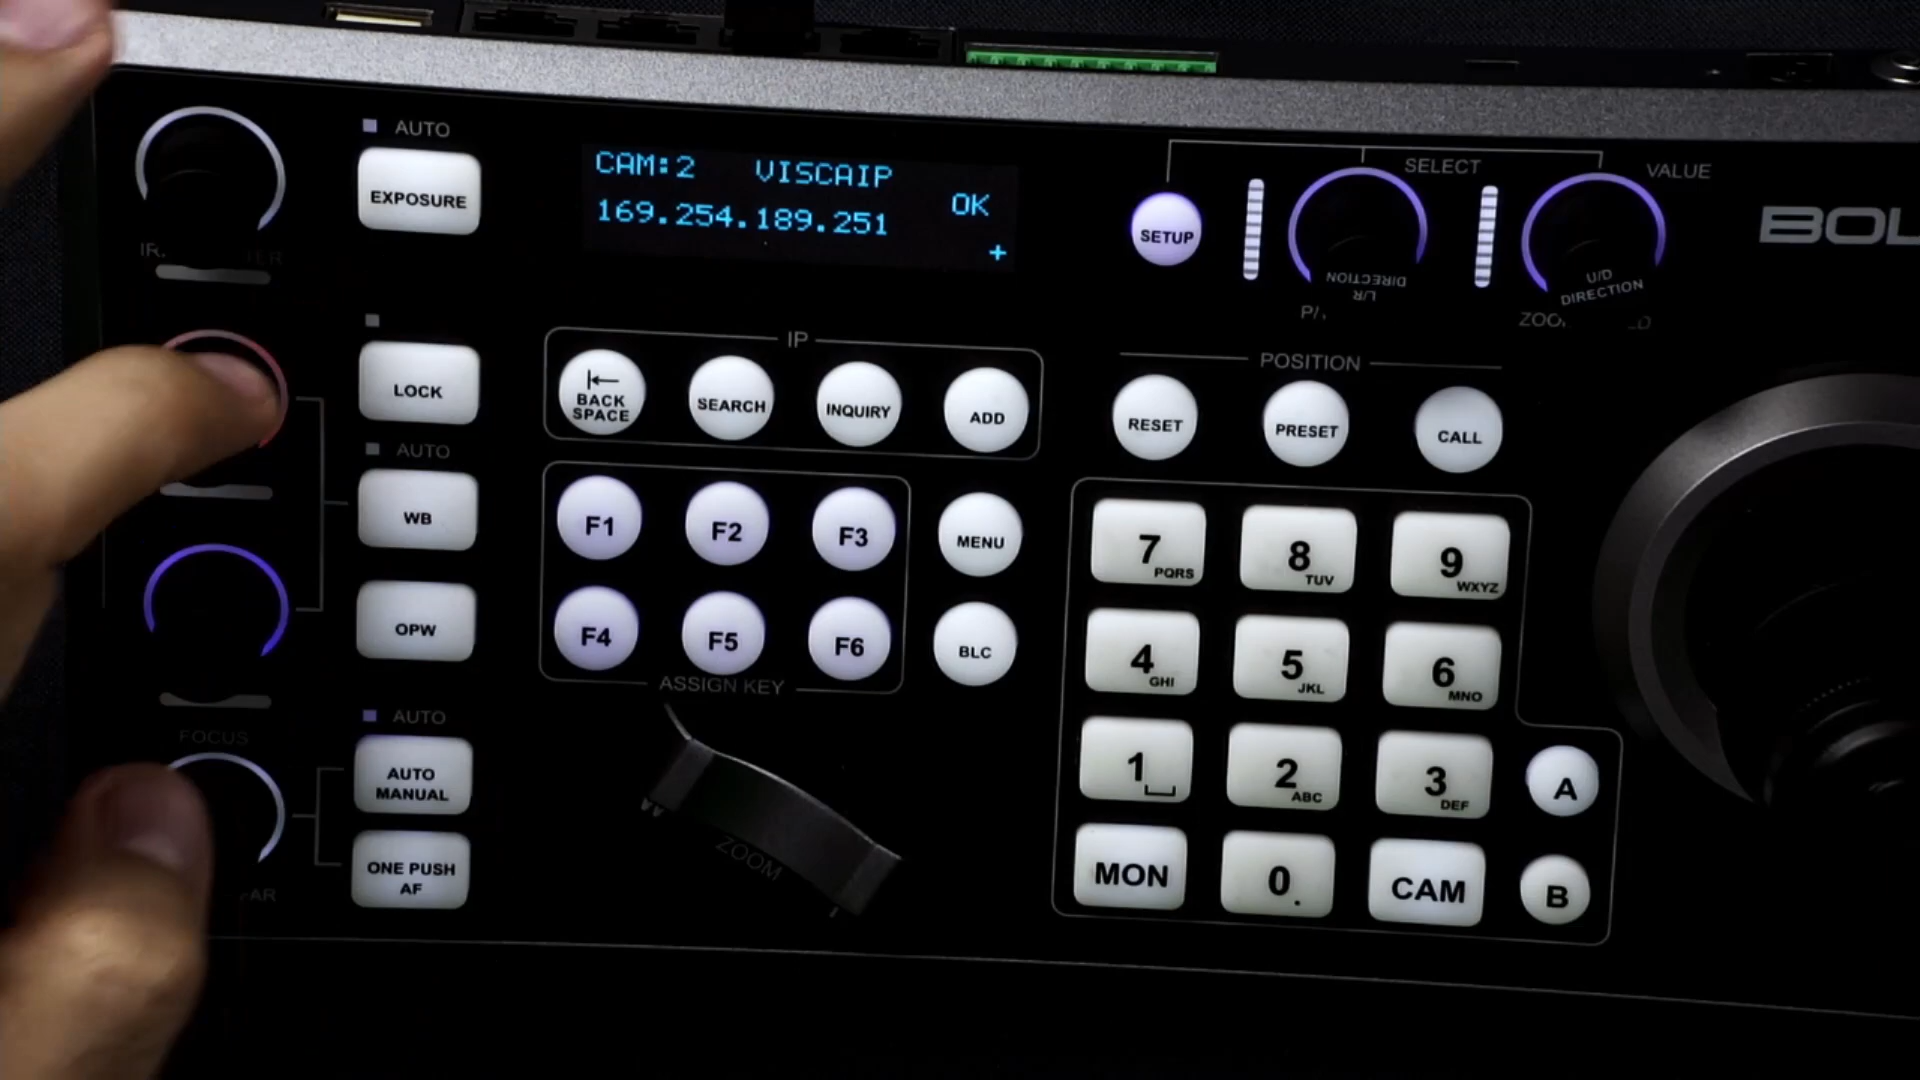 AUTO
EXPOSURE
CAM:2 VISCAIP
169.254.189.251
OK
+
SELECT
VALUE
SETUP
L/R
DIRECTION
U/D
DIRECTION
BOL
LOCK
IP
BACK
SPACE
SEARCH
INQUIRY
ADD
POSITION
RESET
PRESET
CALL
AUTO
WB
OPW
F1
F2
F3
F4
F5
F6
ASSIGN KEY
MENU
BLC
7
PQRS
8
TUV
9
WXYZ
4
GHI
5
JKL
6
MNO
1
2
ABC
3
DEF
MON
0
.
CAM
A
B
AUTO
FOCUS
AUTO
MANUAL
ONE PUSH
AF
ZOOM